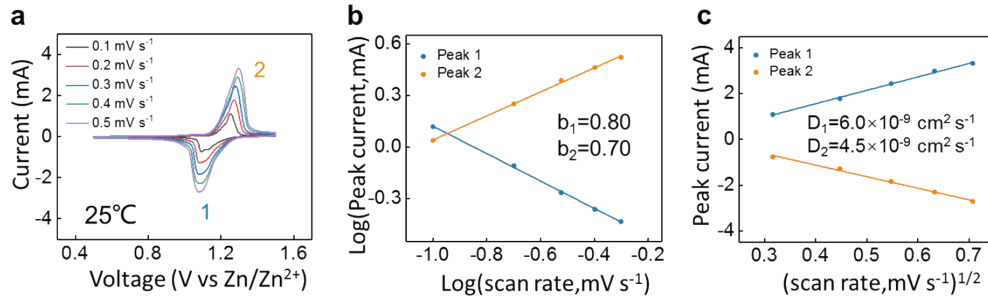 a
0.1 mV s⁻¹
0.2 mV s⁻¹
0.3 mV s⁻¹
0.4 mV s⁻¹
0.5 mV s⁻¹
2
1
25℃
Current (mA)
4
2
0
-2
-4
0.4
0.8
1.2
1.6
Voltage (V vs Zn/Zn²⁺)
b
Peak 1
Peak 2
b₁=0.80
b₂=0.70
Log(Peak current,mA)
0.6
0.3
0.0
-0.3
-1.0
-0.8
-0.6
-0.4
-0.2
Log(scan rate,mV s⁻¹)
c
Peak 1
Peak 2
D₁=6.0×10⁻⁹ cm² s⁻¹
D₂=4.5×10⁻⁹ cm² s⁻¹
Peak current (mA)
4
2
0
-2
-4
0.3
0.4
0.5
0.6
0.7
(scan rate,mV s⁻¹)¹/²